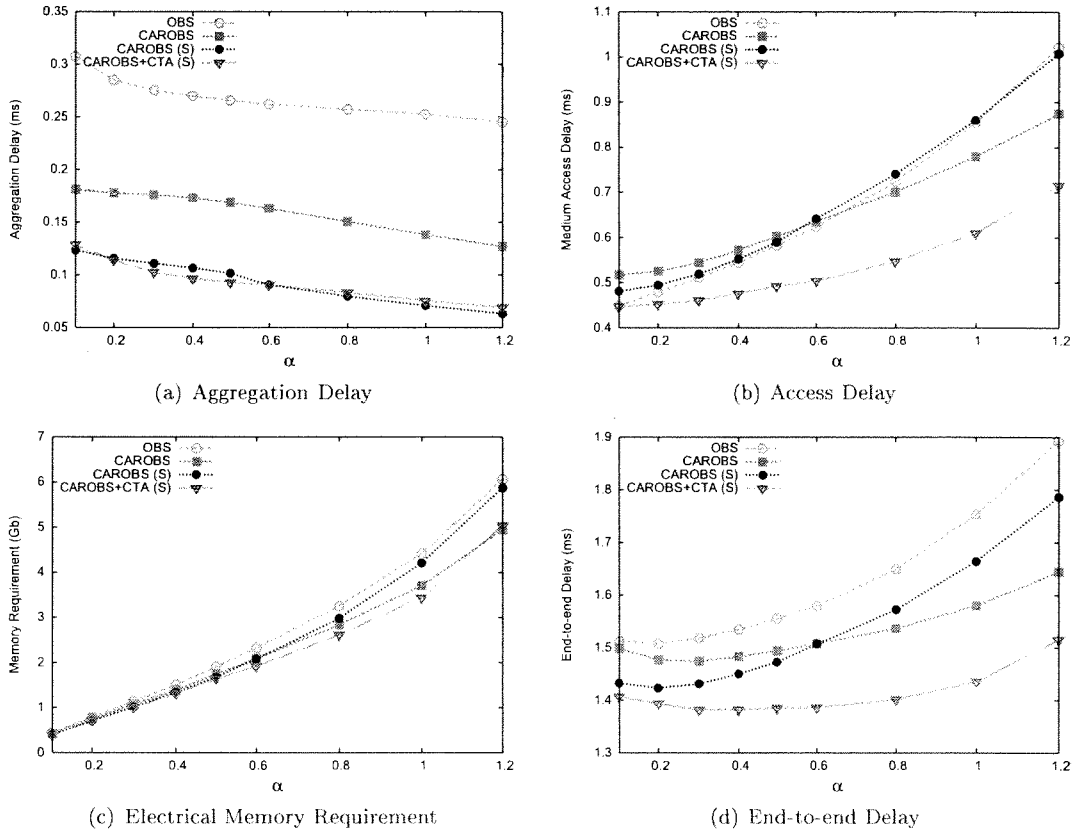 OBS
CAROBS
CAROBS (S)
CAROBS+CTA (S)
Aggregation Delay (ms)
0.35
0.3
0.25
0.2
0.15
0.1
0.05
0.2 0.4 0.6 0.8 1 1.2
α
(a) Aggregation Delay
OBS
CAROBS
CAROBS (S)
CAROBS+CTA (S)
Medium Access Delay (ms)
1.1
1
0.9
0.8
0.7
0.6
0.5
0.4
0.2 0.4 0.6 0.8 1 1.2
α
(b) Access Delay
OBS
CAROBS
CAROBS (S)
CAROBS+CTA (S)
Memory Requirement (Gb)
7
6
5
4
3
2
1
0
0.2 0.4 0.6 0.8 1 1.2
α
(c) Electrical Memory Requirement
OBS
CAROBS
CAROBS (S)
CAROBS+CTA (S)
End-to-end Delay (ms)
1.9
1.8
1.7
1.6
1.5
1.4
1.3
0.2 0.4 0.6 0.8 1 1.2
α
(d) End-to-end Delay